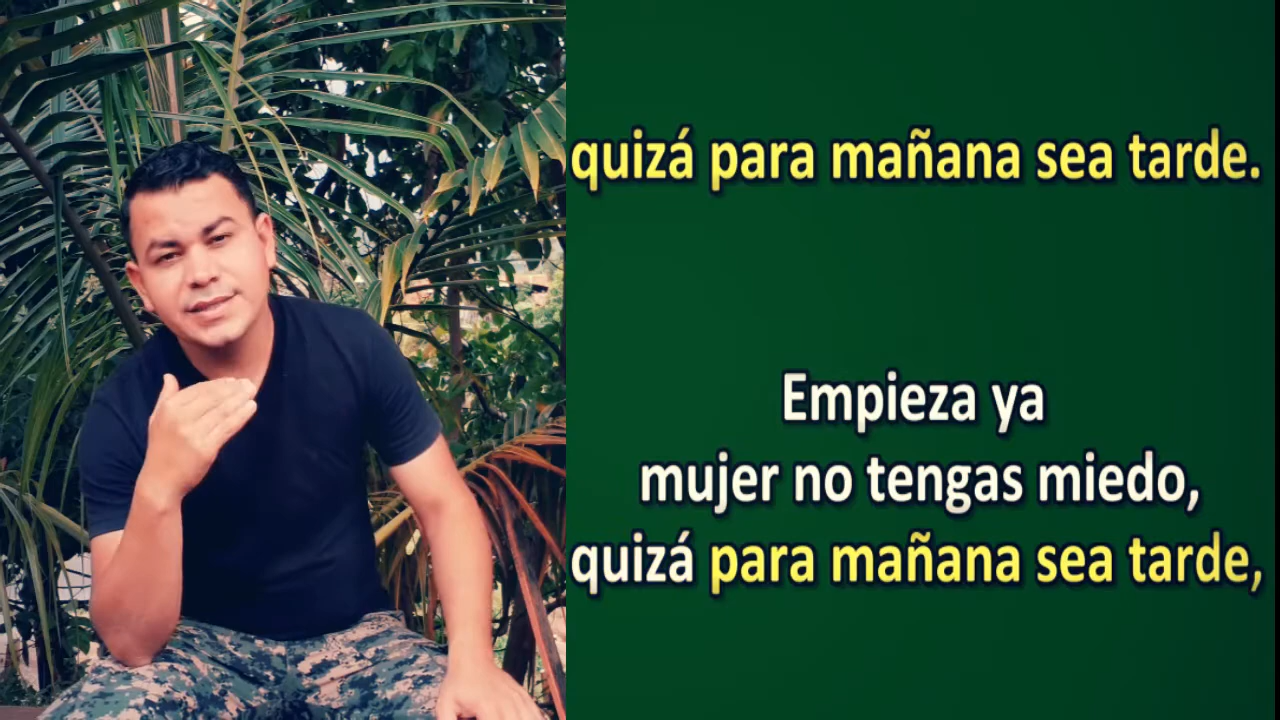 quizá para mañana sea tarde.
Empieza ya
mujer no tengas miedo,
quizá para mañana sea tarde,